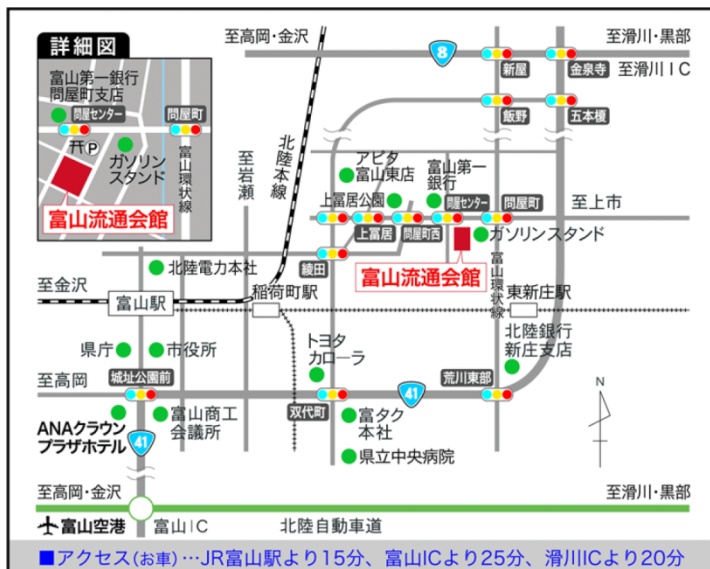 詳細図
富山第一銀行
問屋町支店
問屋センター
問屋町
P
ガソリン
スタンド
富山環状線
富山流通会館
至高岡・金沢
8
新屋
金泉寺
至滑川・黒部
至滑川IC
飯野
五本榎
北陸本線
至岩瀬
アピタ
富山東店
富山第一
銀行
上冨居公園
問屋センター
問屋町
至上市
上冨居
問屋町西
ガソリンスタンド
綾田
富山流通会館
富山環状線
北陸電力本社
至金沢
富山駅
稲荷町駅
東新庄駅
県庁
市役所
トヨタ
カローラ
北陸銀行
新庄支店
至高岡
城址公園前
荒川東部
41
双代町
ANAクラウン
プラザホテル
41
富山商工
会議所
富タク
本社
県立中央病院
N
至高岡・金沢
至滑川・黒部
富山空港
富山IC
北陸自動車道
■アクセス(お車)…JR富山駅より15分、富山ICより25分、滑川ICより20分